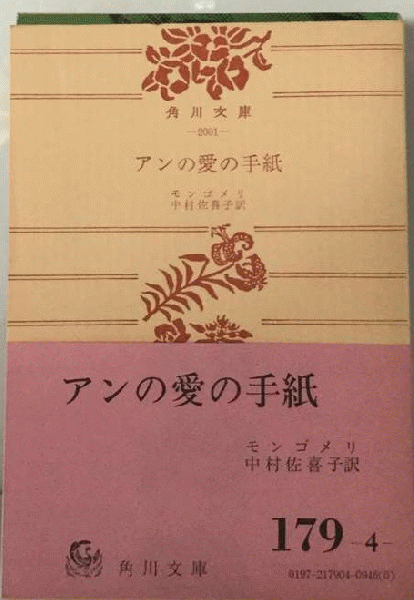 角川文庫
—2001—
アンの愛の手紙
モンゴメリ
中村佐喜子訳
アンの愛の手紙
モンゴメリ
中村佐喜子訳
179-4-
角川文庫
0197-217904-0946(0)